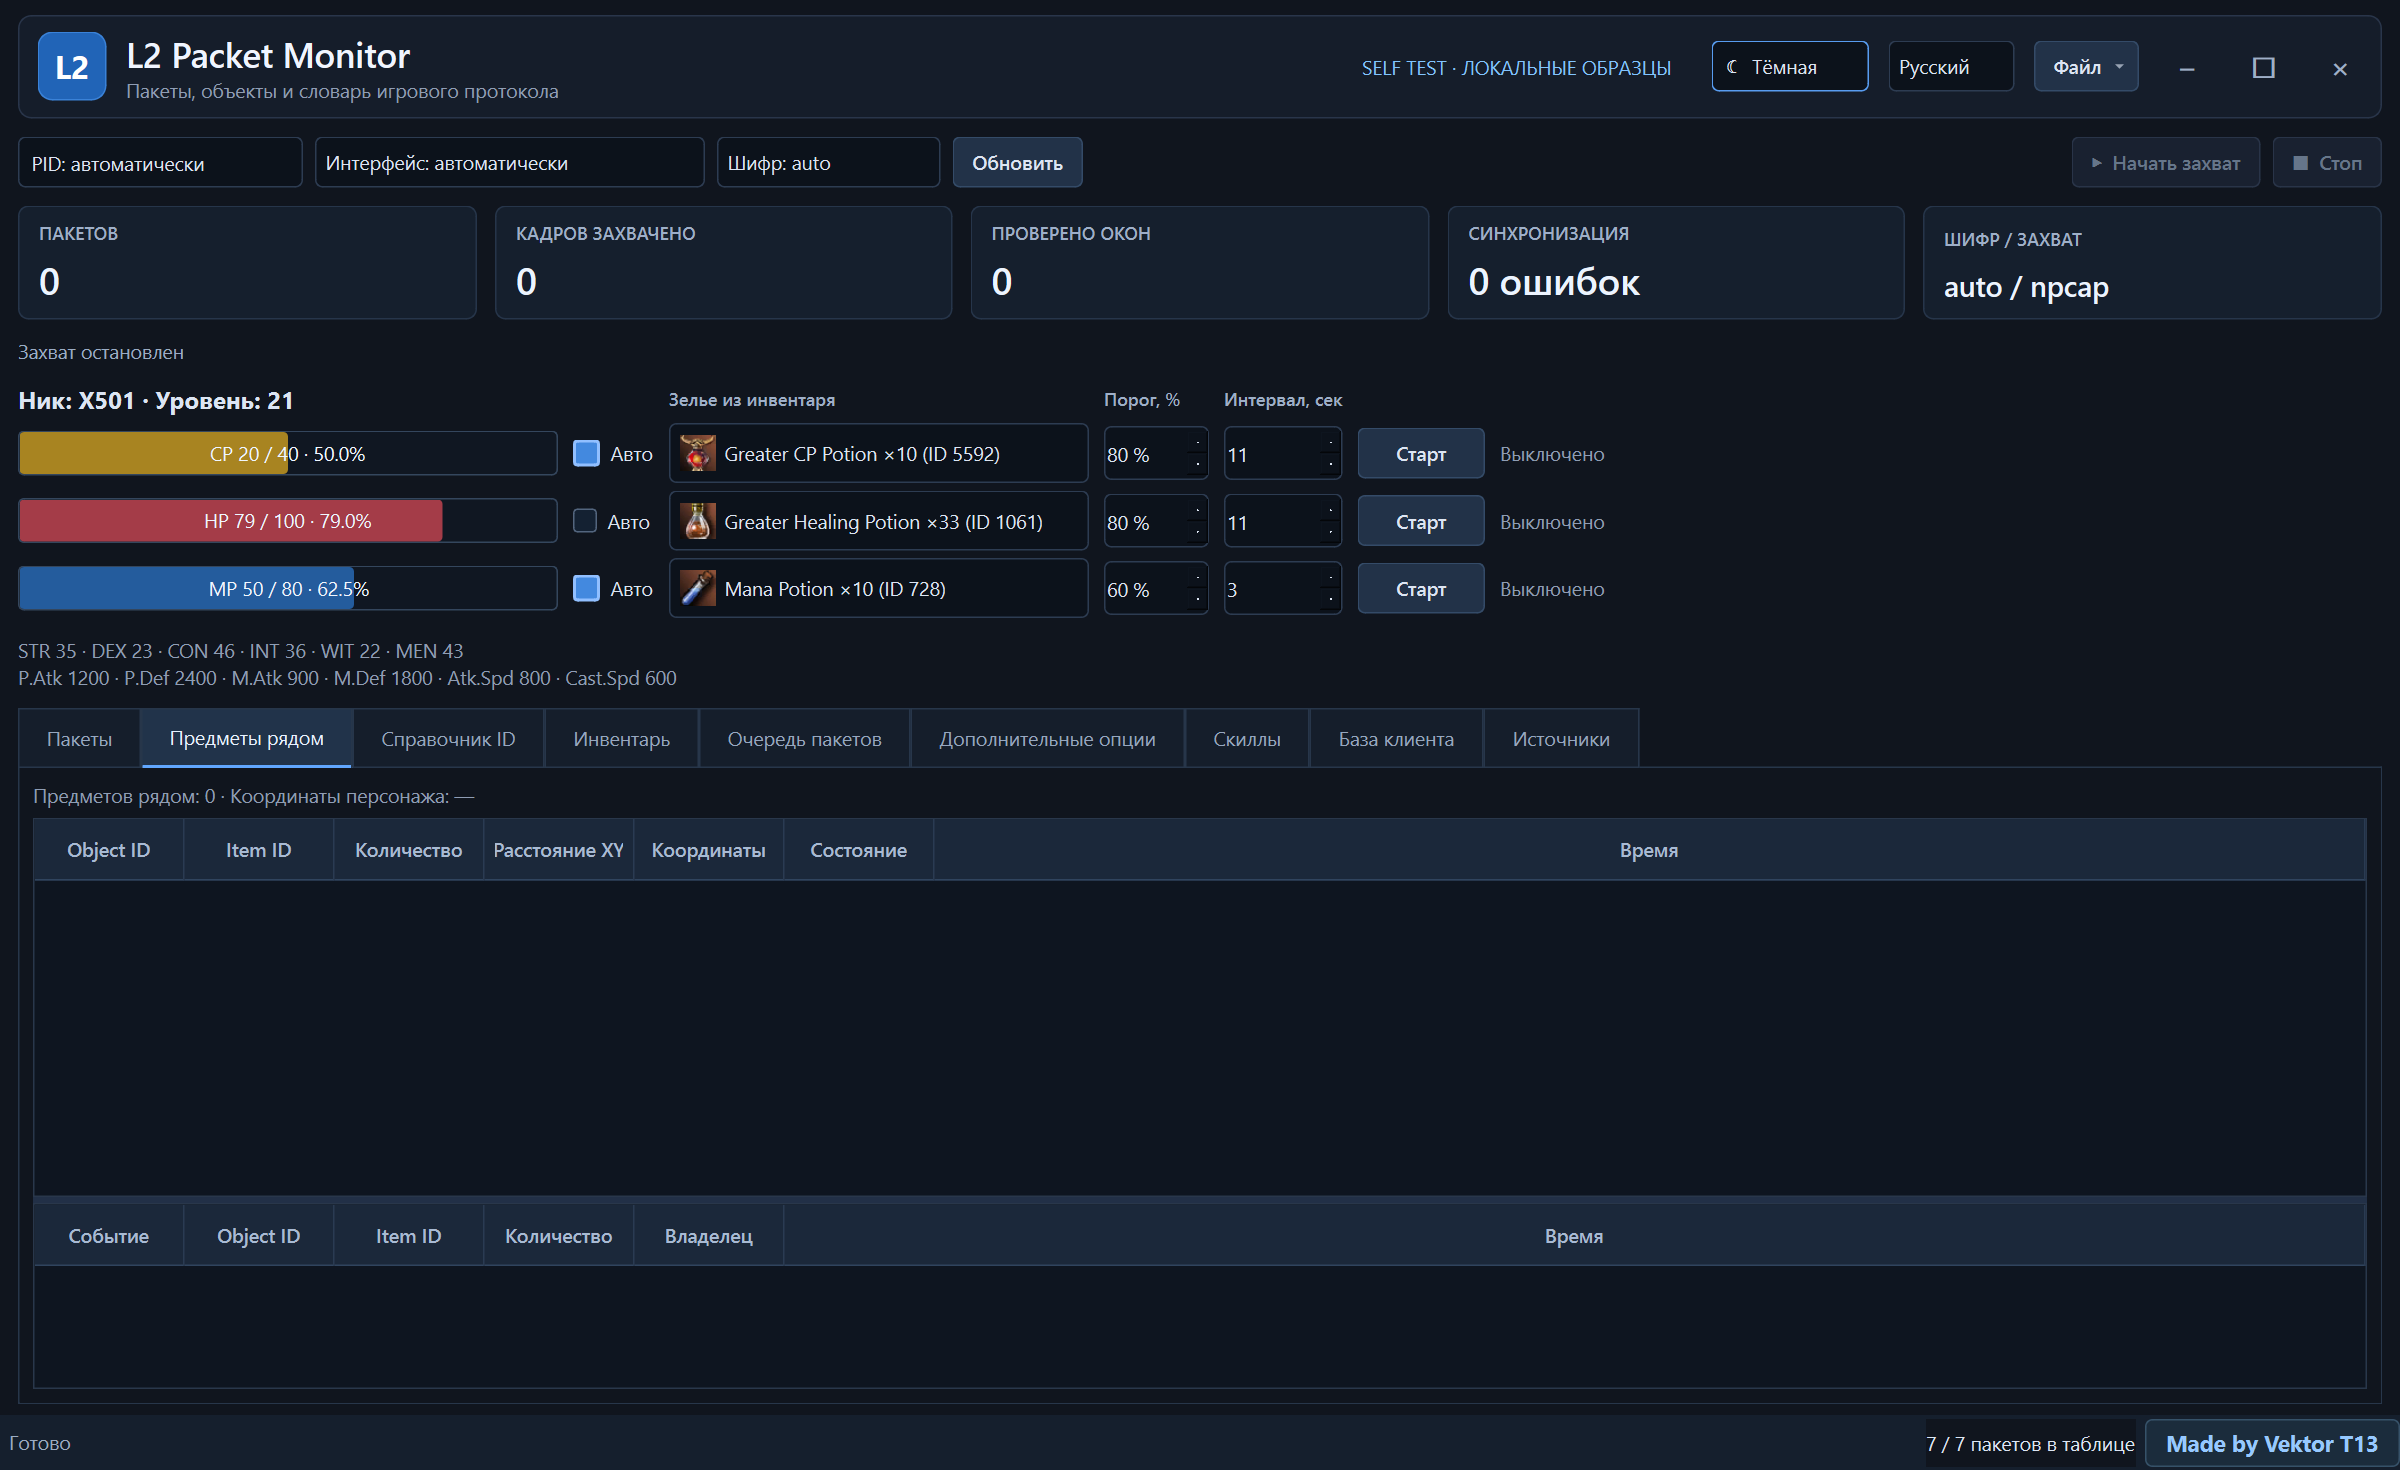 L2
L2 Packet Monitor
Пакеты, объекты и словарь игрового протокола
SELF TEST · ЛОКАЛЬНЫЕ ОБРАЗЦЫ
Тёмная
Русский
Файл
PID: автоматически
Интерфейс: автоматически
Шифр: auto
Обновить
Начать захват
Стоп
ПАКЕТОВ
0
КАДРОВ ЗАХВАЧЕНО
0
ПРОВЕРЕНО ОКОН
0
СИНХРОНИЗАЦИЯ
0 ошибок
ШИФР / ЗАХВАТ
auto / npcap
Захват остановлен
Ник: X501 · Уровень: 21
Зелье из инвентаря
Порог, %
Интервал, сек
CP 20 / 40 · 50.0%
Авто
Greater CP Potion ×10 (ID 5592)
80 %
11
Старт
Выключено
HP 79 / 100 · 79.0%
Авто
Greater Healing Potion ×33 (ID 1061)
80 %
11
Старт
Выключено
MP 50 / 80 · 62.5%
Авто
Mana Potion ×10 (ID 728)
60 %
3
Старт
Выключено
STR 35 · DEX 23 · CON 46 · INT 36 · WIT 22 · MEN 43
P.Atk 1200 · P.Def 2400 · M.Atk 900 · M.Def 1800 · Atk.Spd 800 · Cast.Spd 600
Пакеты
Предметы рядом
Справочник ID
Инвентарь
Очередь пакетов
Дополнительные опции
Скиллы
База клиента
Источники
Предметов рядом: 0 · Координаты персонажа: —
Object ID
Item ID
Количество
Расстояние XY
Координаты
Состояние
Время
Событие
Object ID
Item ID
Количество
Владелец
Время
Готово
7 / 7 пакетов в таблице
Made by Vektor T13